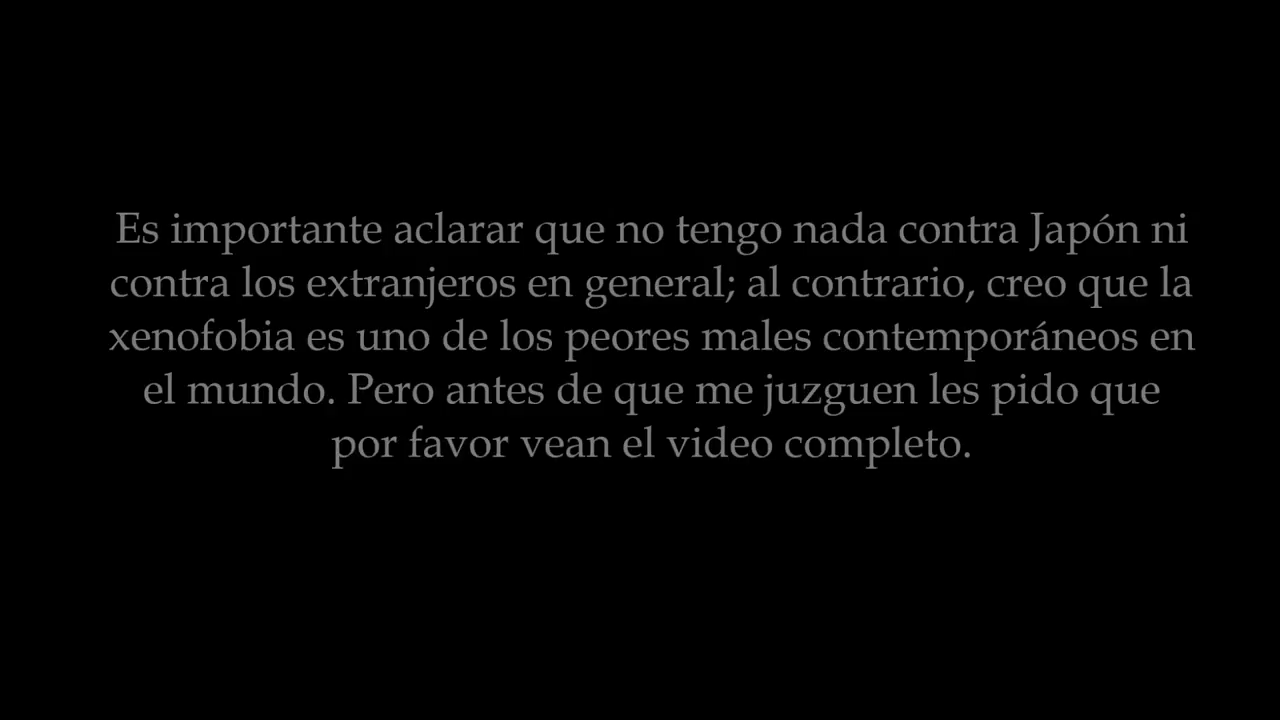 Es importante aclarar que no tengo nada contra Japón ni
contra los extranjeros en general; al contrario, creo que la
xenofobia es uno de los peores males contemporáneos en
el mundo. Pero antes de que me juzguen les pido que
por favor vean el video completo.